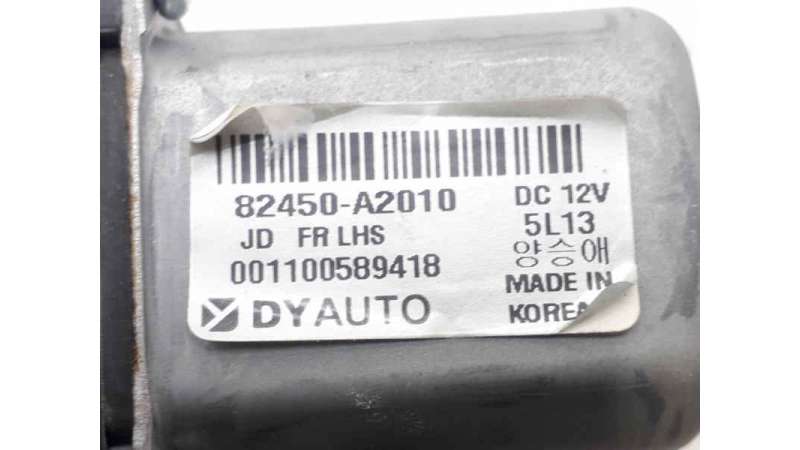 82450-A2010 DC 12V
JD FR LHS 5L13
양승애
001100589418 MADE IN
DYAUTO KOREA